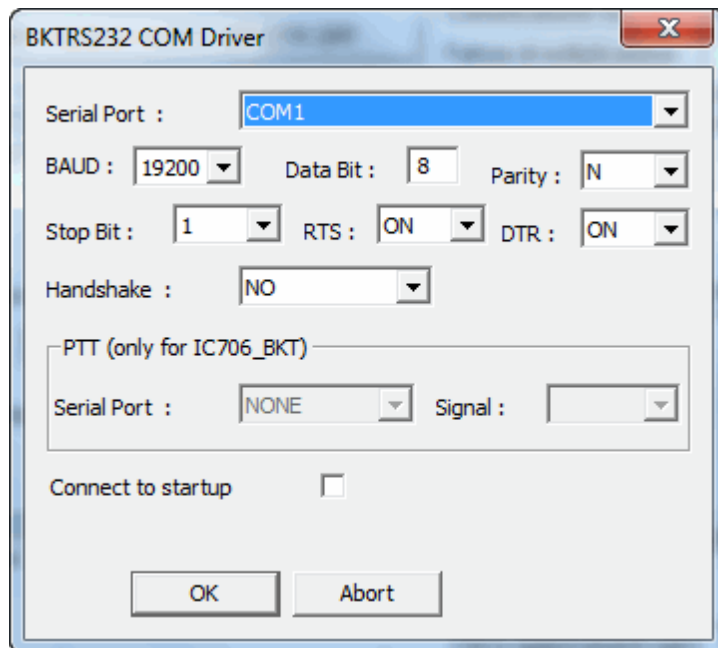 BKTRS232 COM Driver
Serial Port : COM1
BAUD : 19200 Data Bit : 8 Parity : N
Stop Bit : 1 RTS : ON DTR : ON
Handshake : NO
PTT (only for IC706_BKT)
Serial Port : NONE Signal :
Connect to startup
OK Abort